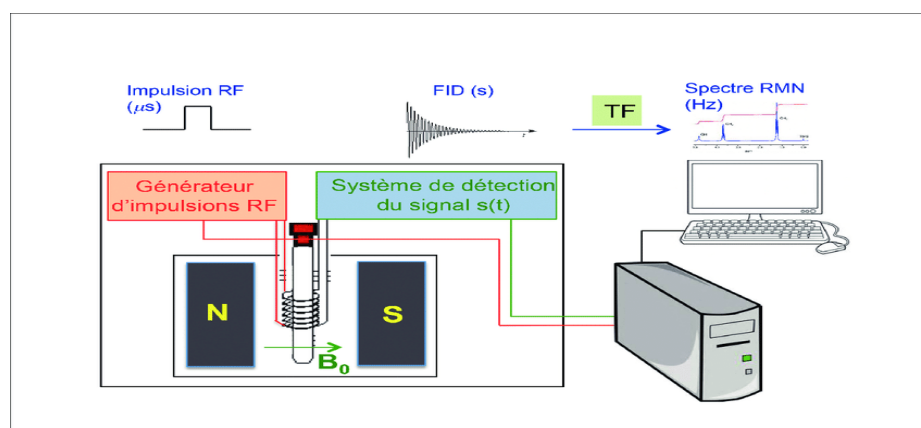 Impulsion RF
(μs)
FID (s)
TF
Spectre RMN
(Hz)
t
Générateur
d'impulsions RF
Système de détection
du signal s(t)
N
S
B₀